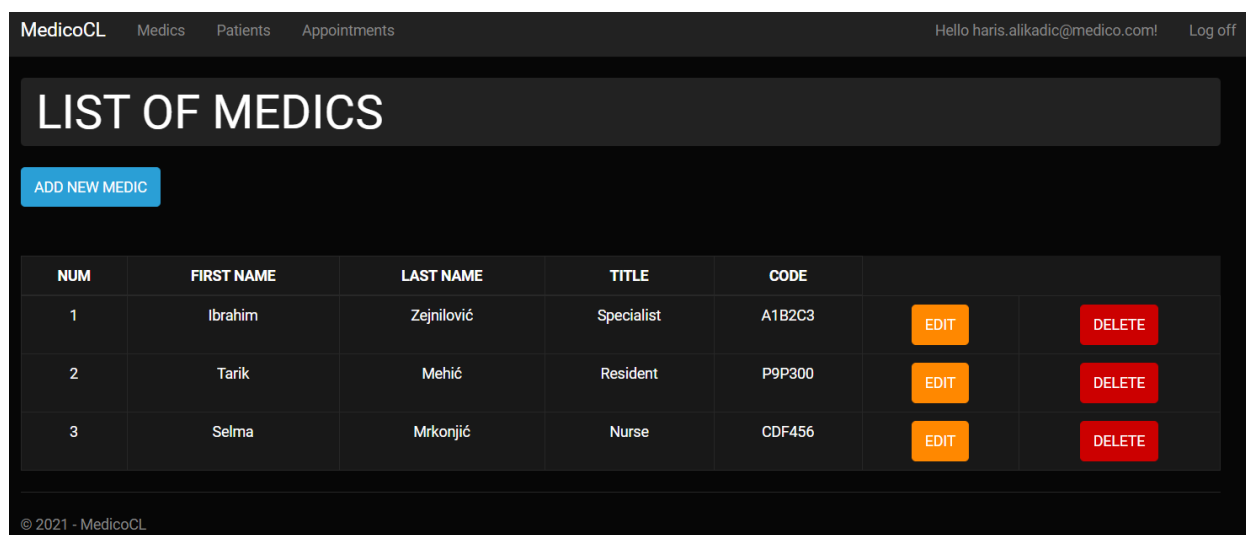 MedicoCL Medics Patients Appointments Hello haris.alikadic@medico.com! Log off
LIST OF MEDICS
ADD NEW MEDIC
NUM FIRST NAME LAST NAME TITLE CODE
1 Ibrahim Zejnilović Specialist A1B2C3 EDIT DELETE
2 Tarik Mehić Resident P9P300 EDIT DELETE
3 Selma Mrkonjić Nurse CDF456 EDIT DELETE
© 2021 - MedicoCL